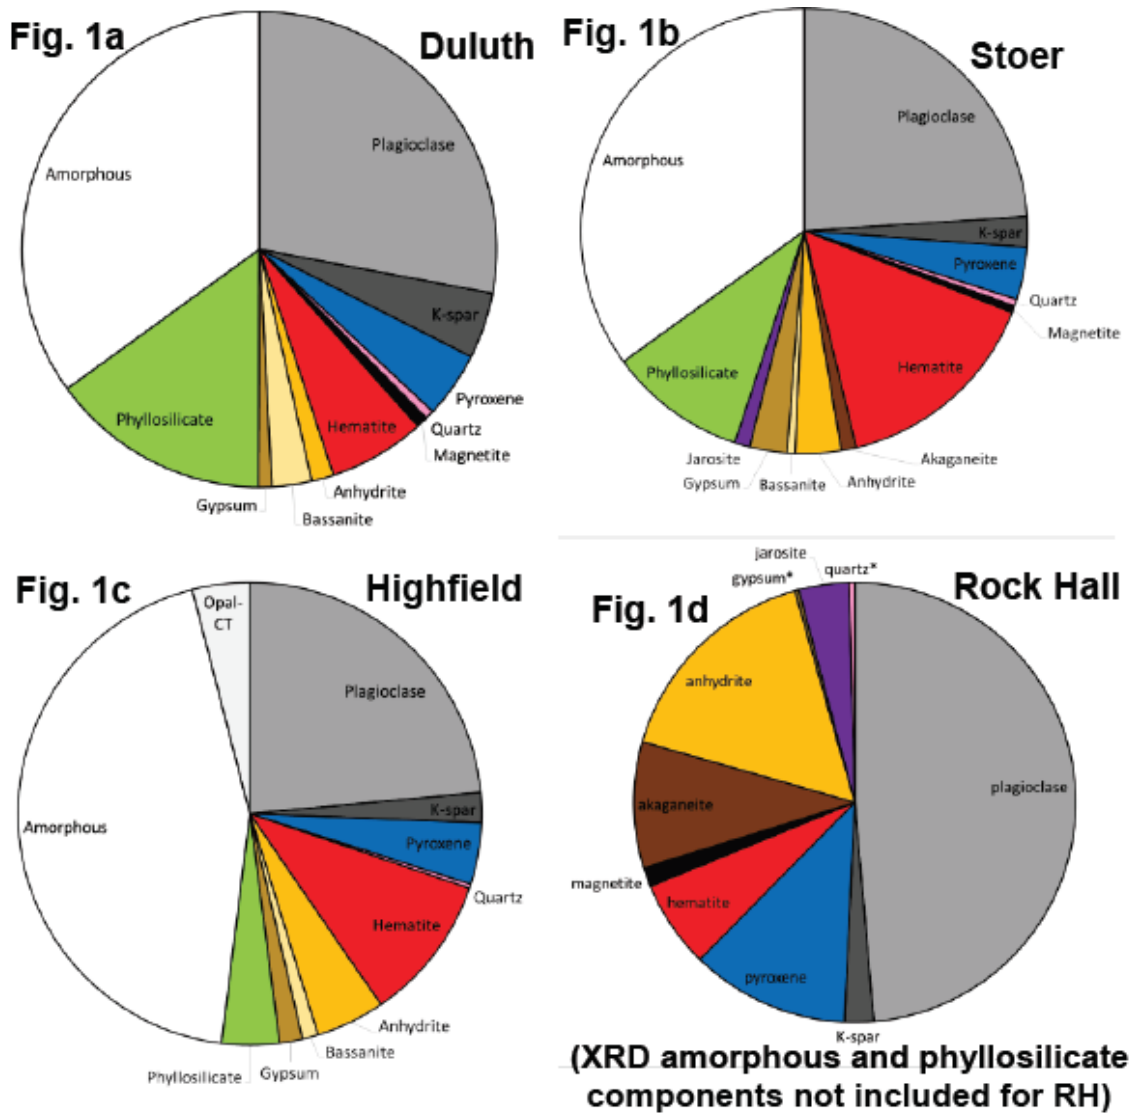 Fig. 1a
Duluth
Amorphous
Plagioclase
K-spar
Pyroxene
Quartz
Magnetite
Hematite
Anhydrite
Bassanite
Gypsum
Phyllosilicate
Fig. 1b
Stoer
Amorphous
Plagioclase
K-spar
Pyroxene
Quartz
Magnetite
Hematite
Akaganeite
Anhydrite
Bassanite
Gypsum
Jarosite
Phyllosilicate
Fig. 1c
Highfield
Opal-
CT
Amorphous
Plagioclase
K-spar
Pyroxene
Quartz
Hematite
Anhydrite
Bassanite
Gypsum
Phyllosilicate
Fig. 1d
Rock Hall
jarosite
gypsum*
quartz*
anhydrite
plagioclase
akaganeite
magnetite
hematite
pyroxene
K-spar
(XRD amorphous and phyllosilicate
components not included for RH)